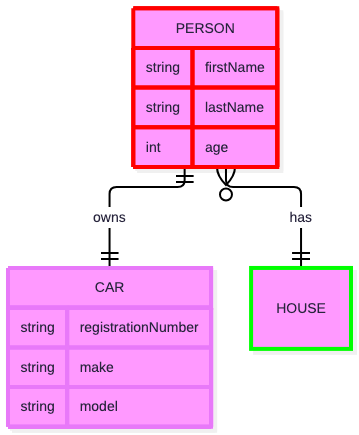 PERSON
string firstName
string lastName
int age
owns has
CAR
string registrationNumber
string make
string model
HOUSE